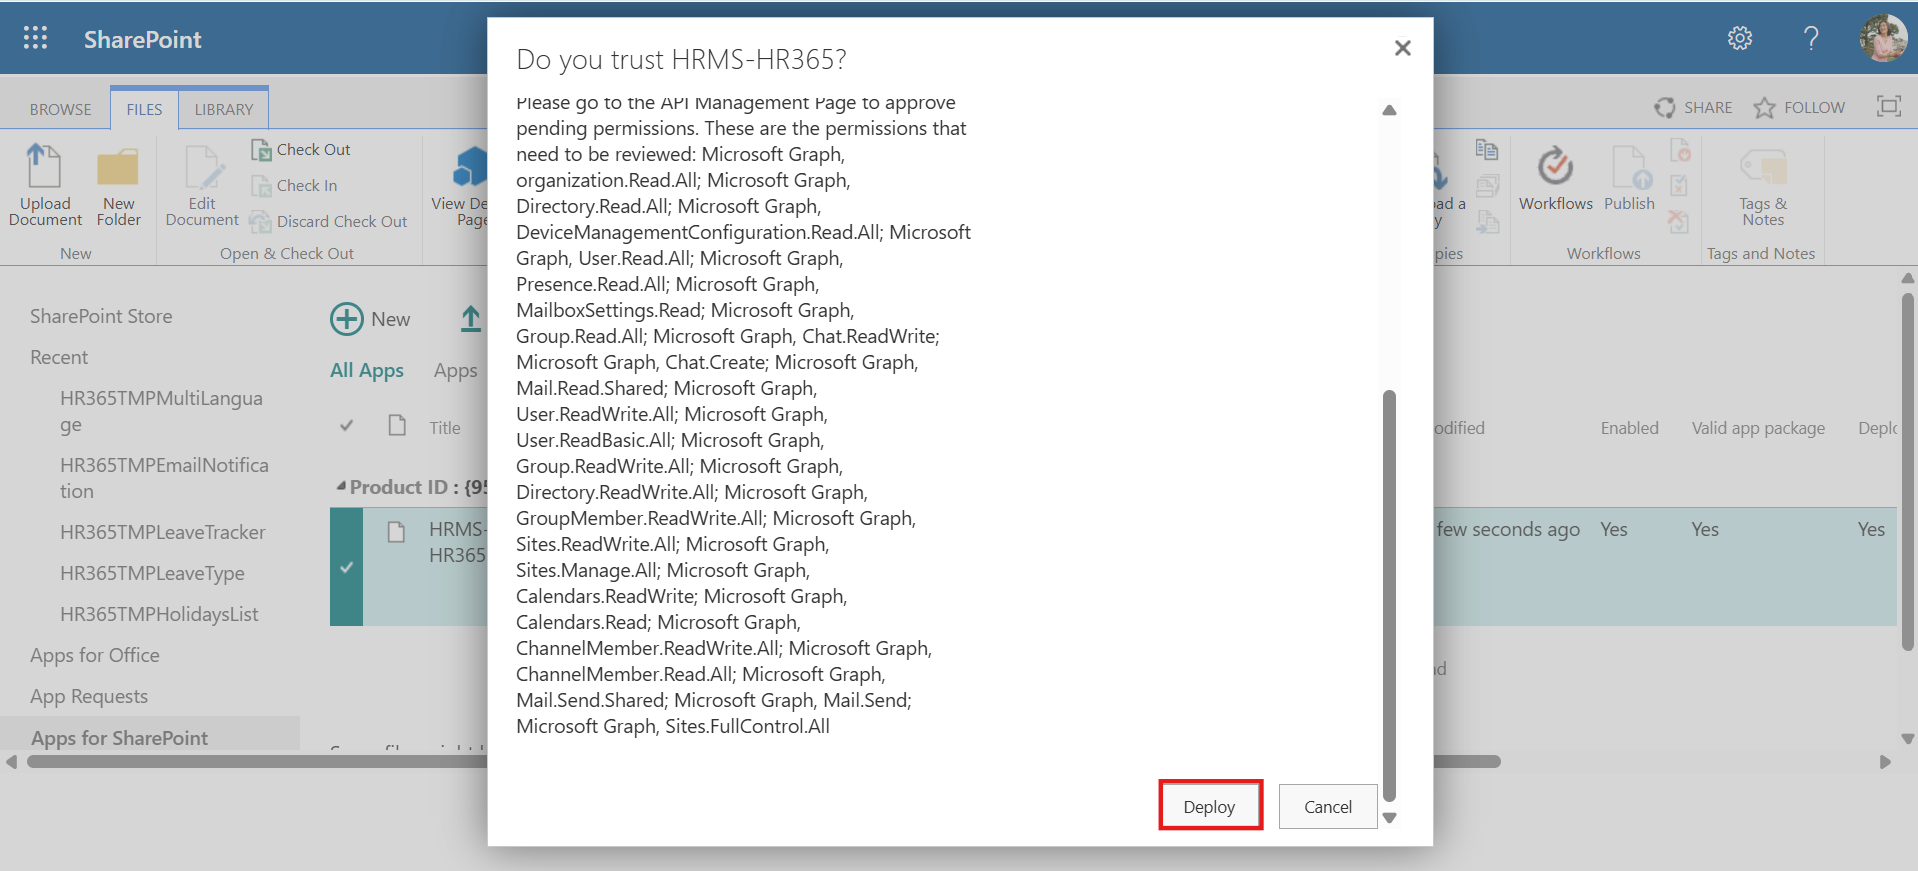 SharePoint
BROWSE
FILES
LIBRARY
SHARE
FOLLOW
Upload
Document
New
Folder
New
Edit
Document
Check Out
Check In
Discard Check Out
Open & Check Out
View De
Page
ad a
y
pies
Workflows
Publish
Workflows
Tags &
Notes
Tags and Notes
SharePoint Store
Recent
HR365TMPMultiLangua
ge
HR365TMPEmailNotifica
tion
HR365TMPLeaveTracker
HR365TMPLeaveType
HR365TMPHolidaysList
Apps for Office
App Requests
Apps for SharePoint
New
All Apps
Apps
Title
odified
Enabled
Valid app package
Deplo
Product ID : {95
HRMS-
HR365
few seconds ago
Yes
Yes
Yes
Do you trust HRMS-HR365?
Please go to the API Management Page to approve
pending permissions. These are the permissions that
need to be reviewed: Microsoft Graph,
organization.Read.All; Microsoft Graph,
Directory.Read.All; Microsoft Graph,
DeviceManagementConfiguration.Read.All; Microsoft
Graph, User.Read.All; Microsoft Graph,
Presence.Read.All; Microsoft Graph,
MailboxSettings.Read; Microsoft Graph,
Group.Read.All; Microsoft Graph, Chat.ReadWrite;
Microsoft Graph, Chat.Create; Microsoft Graph,
Mail.Read.Shared; Microsoft Graph,
User.ReadWrite.All; Microsoft Graph,
User.ReadBasic.All; Microsoft Graph,
Group.ReadWrite.All; Microsoft Graph,
Directory.ReadWrite.All; Microsoft Graph,
GroupMember.ReadWrite.All; Microsoft Graph,
Sites.ReadWrite.All; Microsoft Graph,
Sites.Manage.All; Microsoft Graph,
Calendars.ReadWrite; Microsoft Graph,
Calendars.Read; Microsoft Graph,
ChannelMember.ReadWrite.All; Microsoft Graph,
ChannelMember.Read.All; Microsoft Graph,
Mail.Send.Shared; Microsoft Graph, Mail.Send;
Microsoft Graph, Sites.FullControl.All
Deploy
Cancel